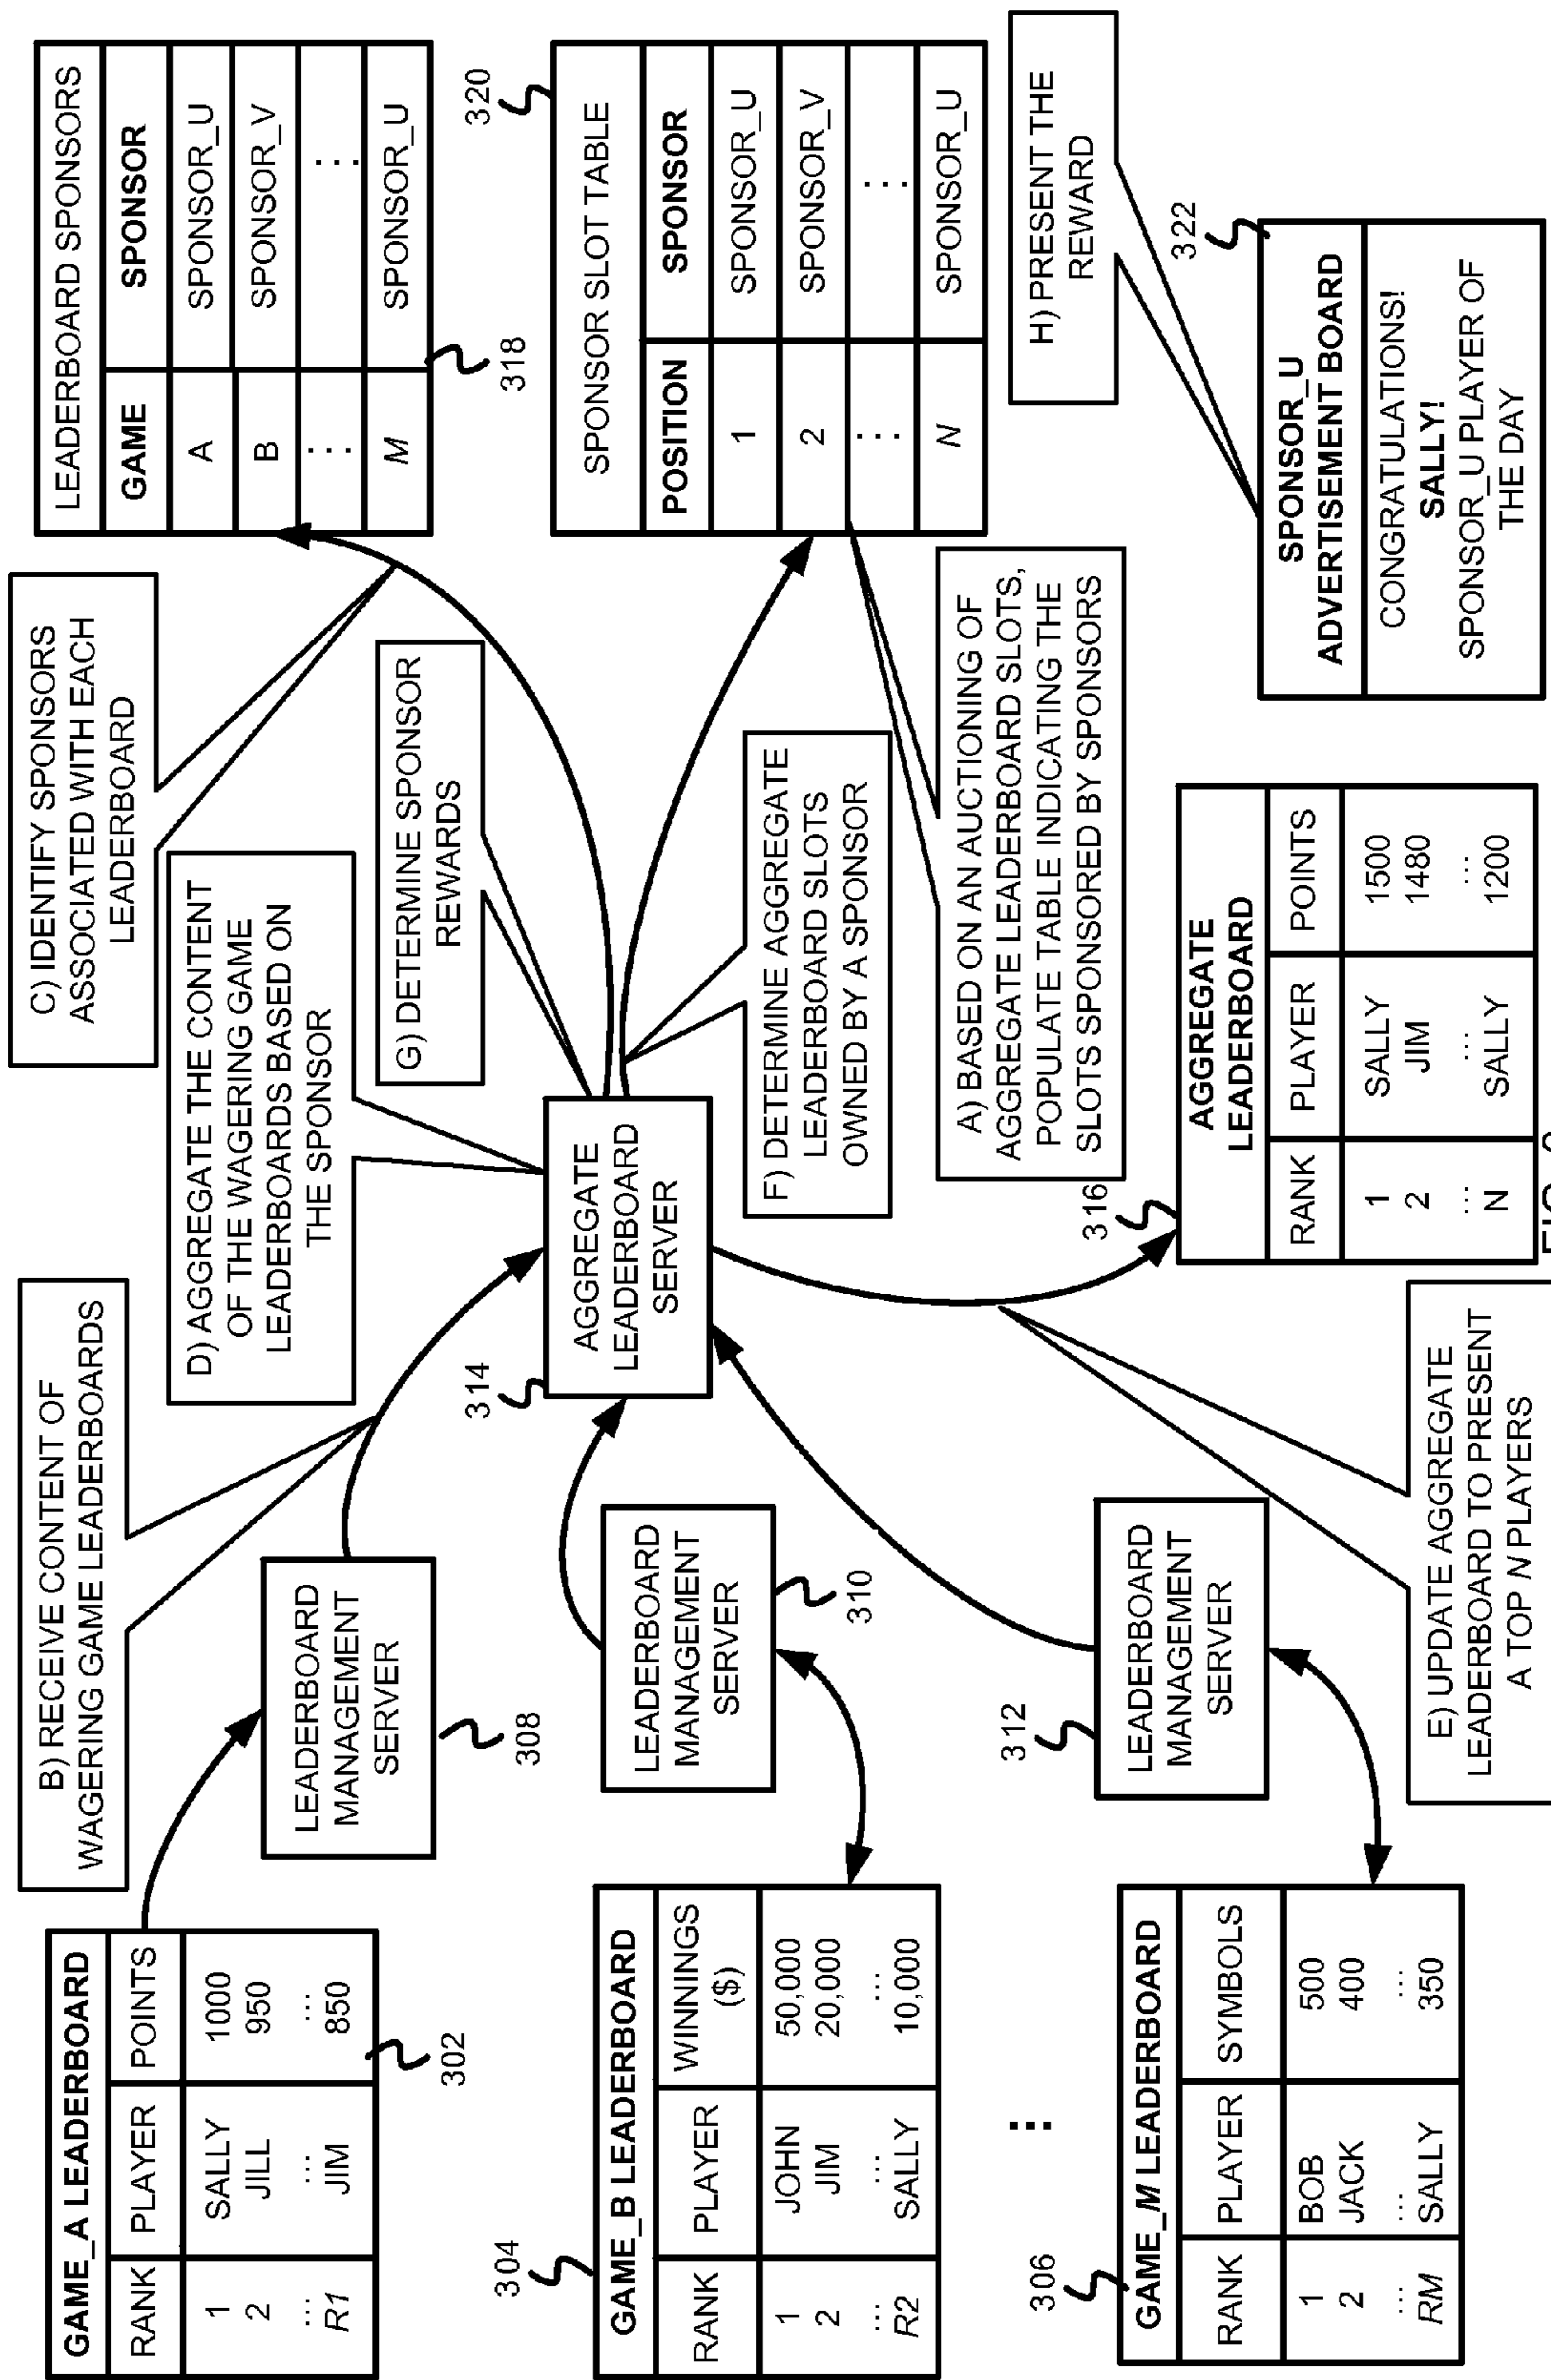 GAME_A LEADERBOARD
RANK PLAYER POINTS
1 SALLY 1000
2 JILL 950
... ... ...
R1 JIM 850
302
GAME_B LEADERBOARD
RANK PLAYER WINNINGS
($)
1 JOHN 50,000
2 JIM 20,000
... ... ...
R2 SALLY 10,000
304
...
GAME_M LEADERBOARD
RANK PLAYER SYMBOLS
1 BOB 500
2 JACK 400
... ... ...
RM SALLY 350
306
B) RECEIVE CONTENT OF
WAGERING GAME LEADERBOARDS
LEADERBOARD
MANAGEMENT
SERVER
308
LEADERBOARD
MANAGEMENT
SERVER
310
LEADERBOARD
MANAGEMENT
SERVER
312
E) UPDATE AGGREGATE
LEADERBOARD TO PRESENT
A TOP N PLAYERS
C) IDENTIFY SPONSORS
ASSOCIATED WITH EACH
LEADERBOARD
D) AGGREGATE THE CONTENT
OF THE WAGERING GAME
LEADERBOARDS BASED ON
THE SPONSOR
G) DETERMINE SPONSOR
REWARDS
AGGREGATE
LEADERBOARD
SERVER
314
F) DETERMINE AGGREGATE
LEADERBOARD SLOTS
OWNED BY A SPONSOR
A) BASED ON AN AUCTIONING OF
AGGREGATE LEADERBOARD SLOTS,
POPULATE TABLE INDICATING THE
SLOTS SPONSORED BY SPONSORS
316
AGGREGATE
LEADERBOARD
RANK PLAYER POINTS
1 SALLY 1500
2 JIM 1480
... ... ...
N SALLY 1200
LEADERBOARD SPONSORS
GAME SPONSOR
A SPONSOR_U
B SPONSOR_V
... ...
M SPONSOR_U
318
320
SPONSOR SLOT TABLE
POSITION SPONSOR
1 SPONSOR_U
2 SPONSOR_V
... ...
N SPONSOR_U
H) PRESENT THE
REWARD
322
SPONSOR_U
ADVERTISEMENT BOARD
CONGRATULATIONS!
SALLY!
SPONSOR_U PLAYER OF
THE DAY